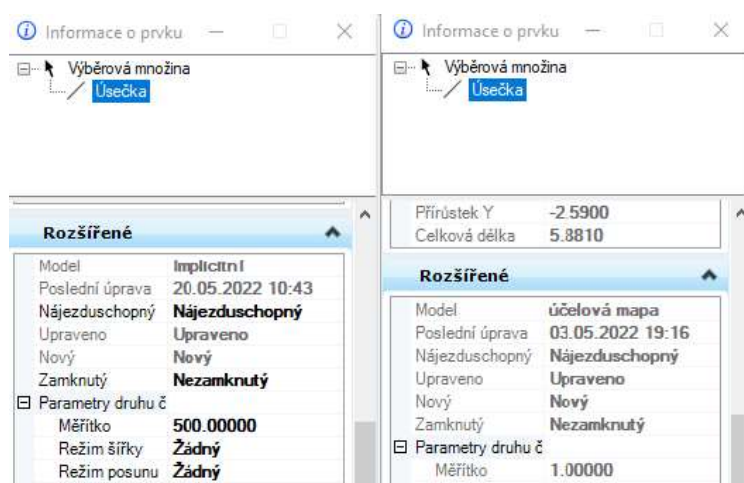 Informace o prvku
Výběrová množina
Úsečka
Rozšířené
Model Implicitní
Poslední úprava 20.05.2022 10:43
Nájezduschopný Nájezduschopný
Upraveno Upraveno
Nový Nový
Zamknutý Nezamknutý
Parametry druhu č
Měřítko 500.00000
Režim šířky Žádný
Režim posunu Žádný
Informace o prvku
Výběrová množina
Úsečka
Přírůstek Y -2.5900
Celková délka 5.8810
Rozšířené
Model účelová mapa
Poslední úprava 03.05.2022 19:16
Nájezduschopný Nájezduschopný
Upraveno Upraveno
Nový Nový
Zamknutý Nezamknutý
Parametry druhu č
Měřítko 1.00000